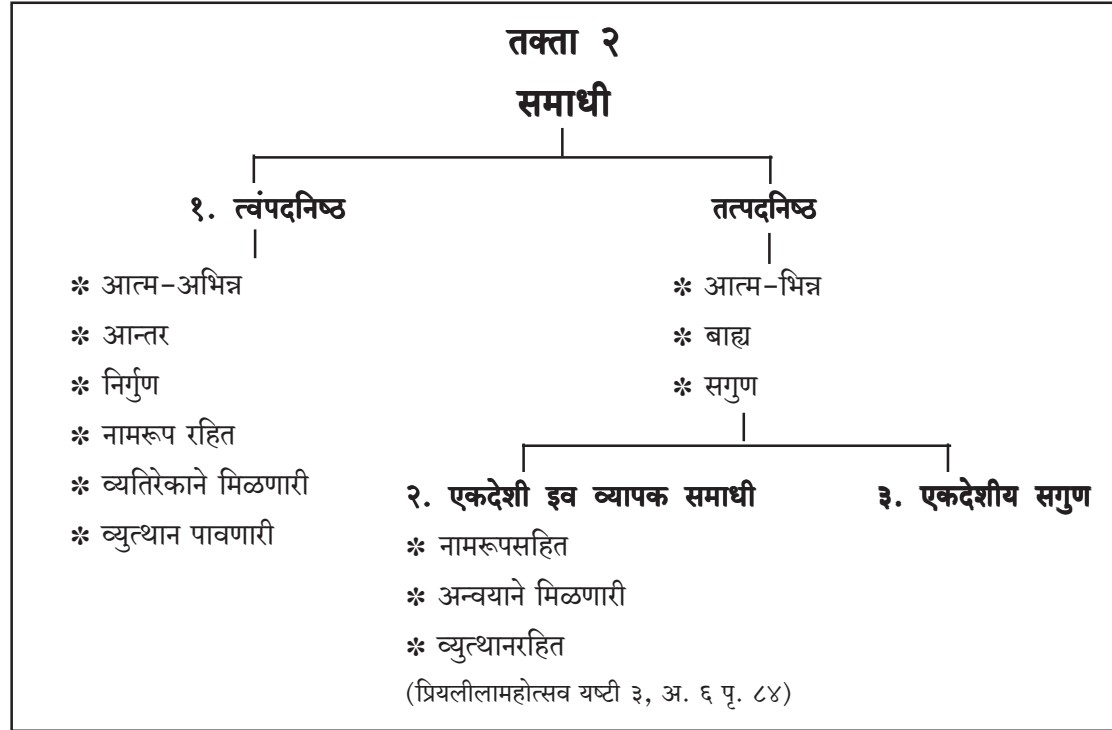 तक्ता २
समाधी
१. त्वंपदनिष्ठ
* आत्म-अभिन्न
* आन्तर
* निर्गुण
* नामरूप रहित
* व्यतिरेकाने मिळणारी
* व्युत्थान पावणारी
तत्पदनिष्ठ
* आत्म-भिन्न
* बाह्य
* सगुण
२. एकदेशी इव व्यापक समाधी
* नामरूपसहित
* अन्वयाने मिळणारी
* व्युत्थानरहित
(प्रियलीलामहोत्सव यष्टी ३, अ. ६ पृ. ८४)
३. एकदेशीय सगुण